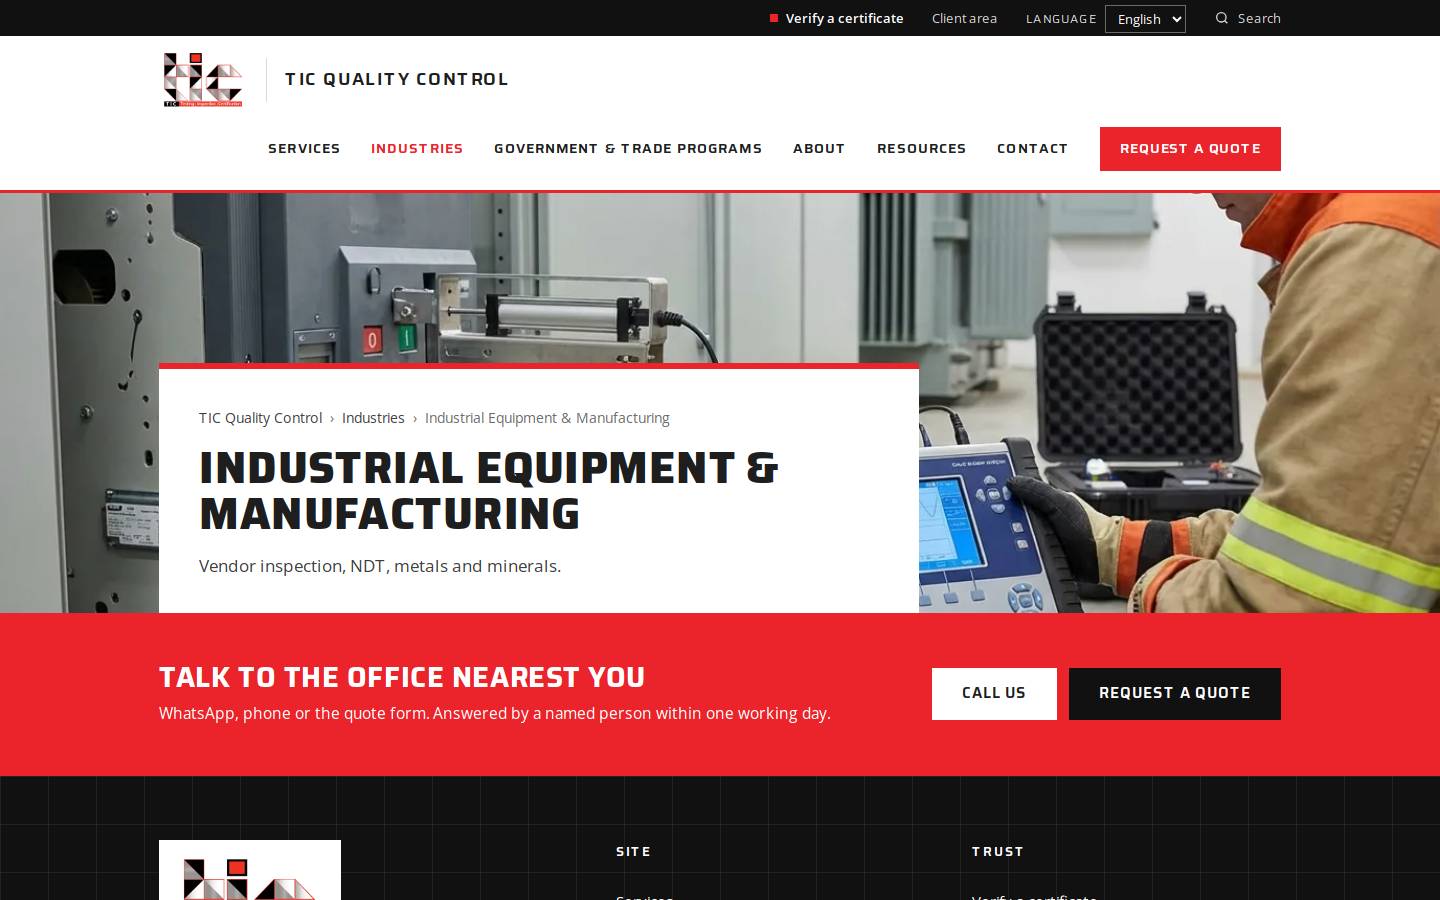 Verify a certificate
Client area
LANGUAGE
English
Search
TIC QUALITY CONTROL
SERVICES
INDUSTRIES
GOVERNMENT & TRADE PROGRAMS
ABOUT
RESOURCES
CONTACT
REQUEST A QUOTE
TIC Quality Control › Industries › Industrial Equipment & Manufacturing
INDUSTRIAL EQUIPMENT &
MANUFACTURING
Vendor inspection, NDT, metals and minerals.
TALK TO THE OFFICE NEAREST YOU
WhatsApp, phone or the quote form. Answered by a named person within one working day.
CALL US
REQUEST A QUOTE
SITE
TRUST